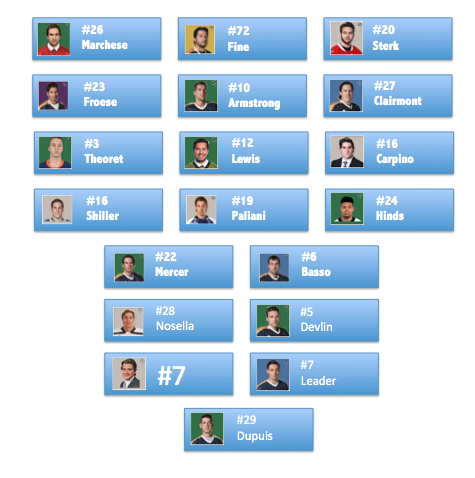 #26
Marchese
#72
Fine
#20
Sterk
#23
Froese
#10
Armstrong
#27
Clairmont
#3
Theoret
#12
Lewis
#16
Carpino
#16
Shiller
#19
Paliani
#24
Hinds
#22
Mercer
#6
Basso
#28
Nosella
#5
Devlin
#7
#7
Leader
#29
Dupuis